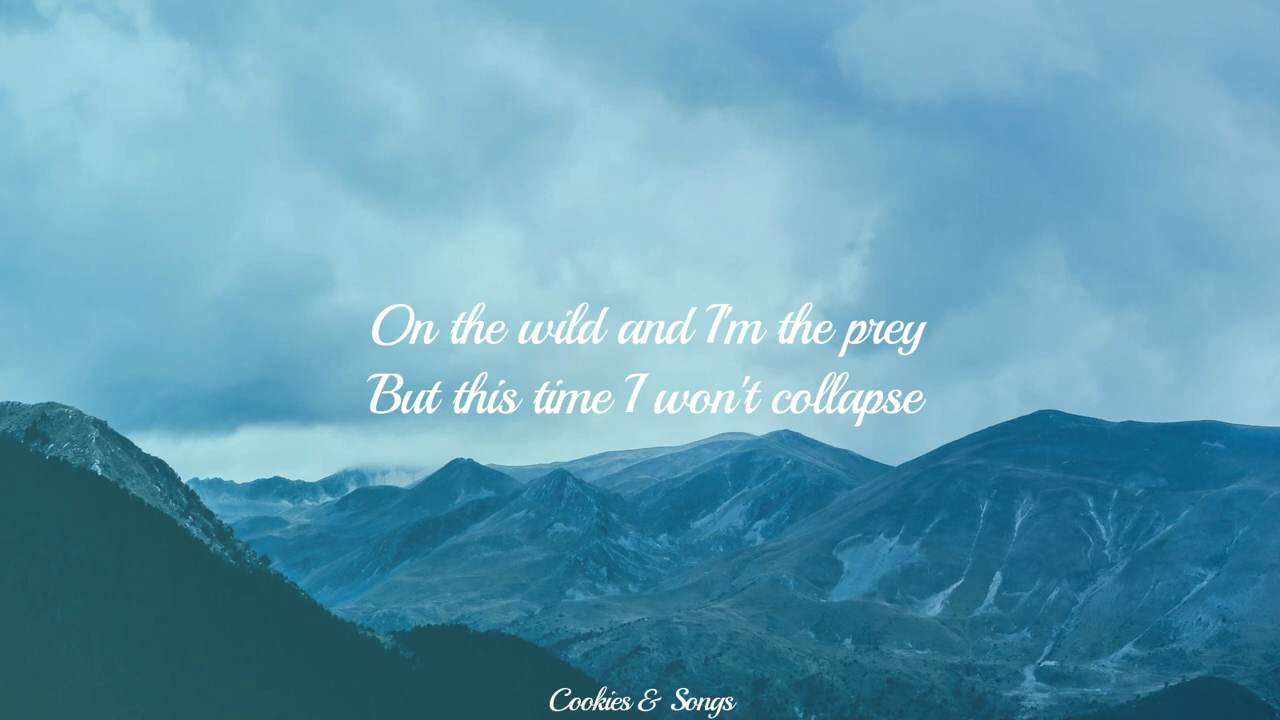 On the wild and I'm the prey
But this time I won't collapse
Cookies & Songs